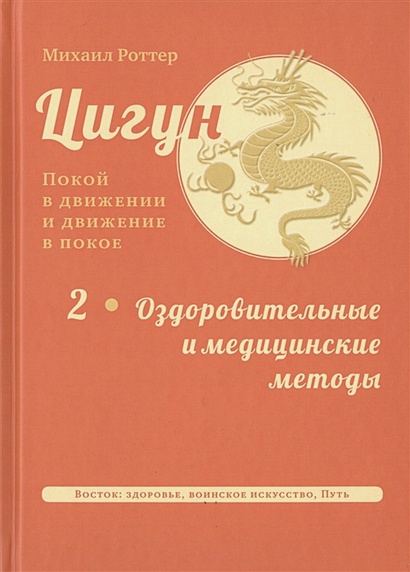 Михаил Роттер
Цигун
Покой
в движении
и движение
в покое
2 • Оздоровительные
и медицинские
методы
Восток: здоровье, воинское искусство, Путь